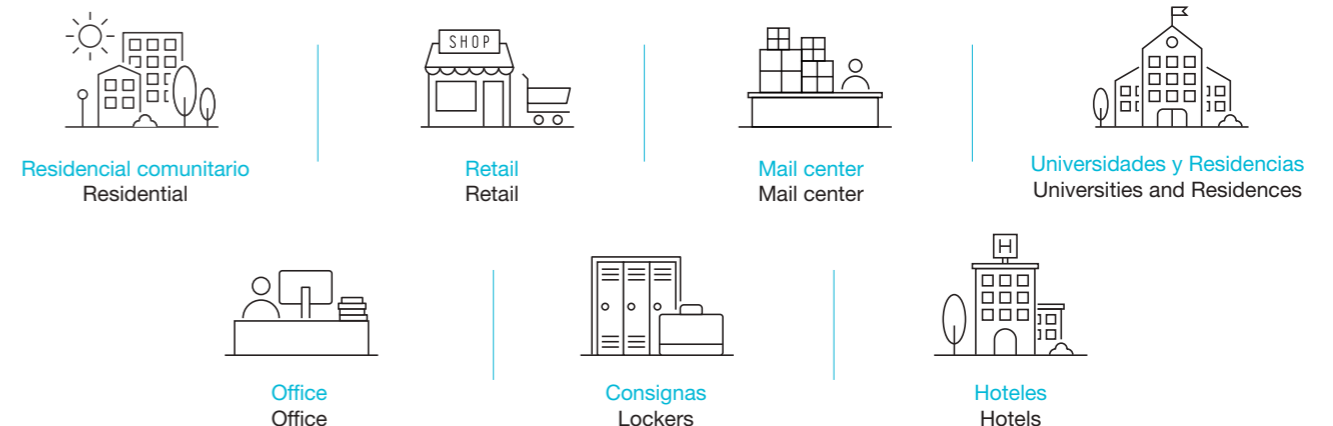 SHOP
Residencial comunitario
Residential
Retail
Retail
Mail center
Mail center
Universidades y Residencias
Universities and Residences
Office
Office
Consignas
Lockers
H
Hoteles
Hotels